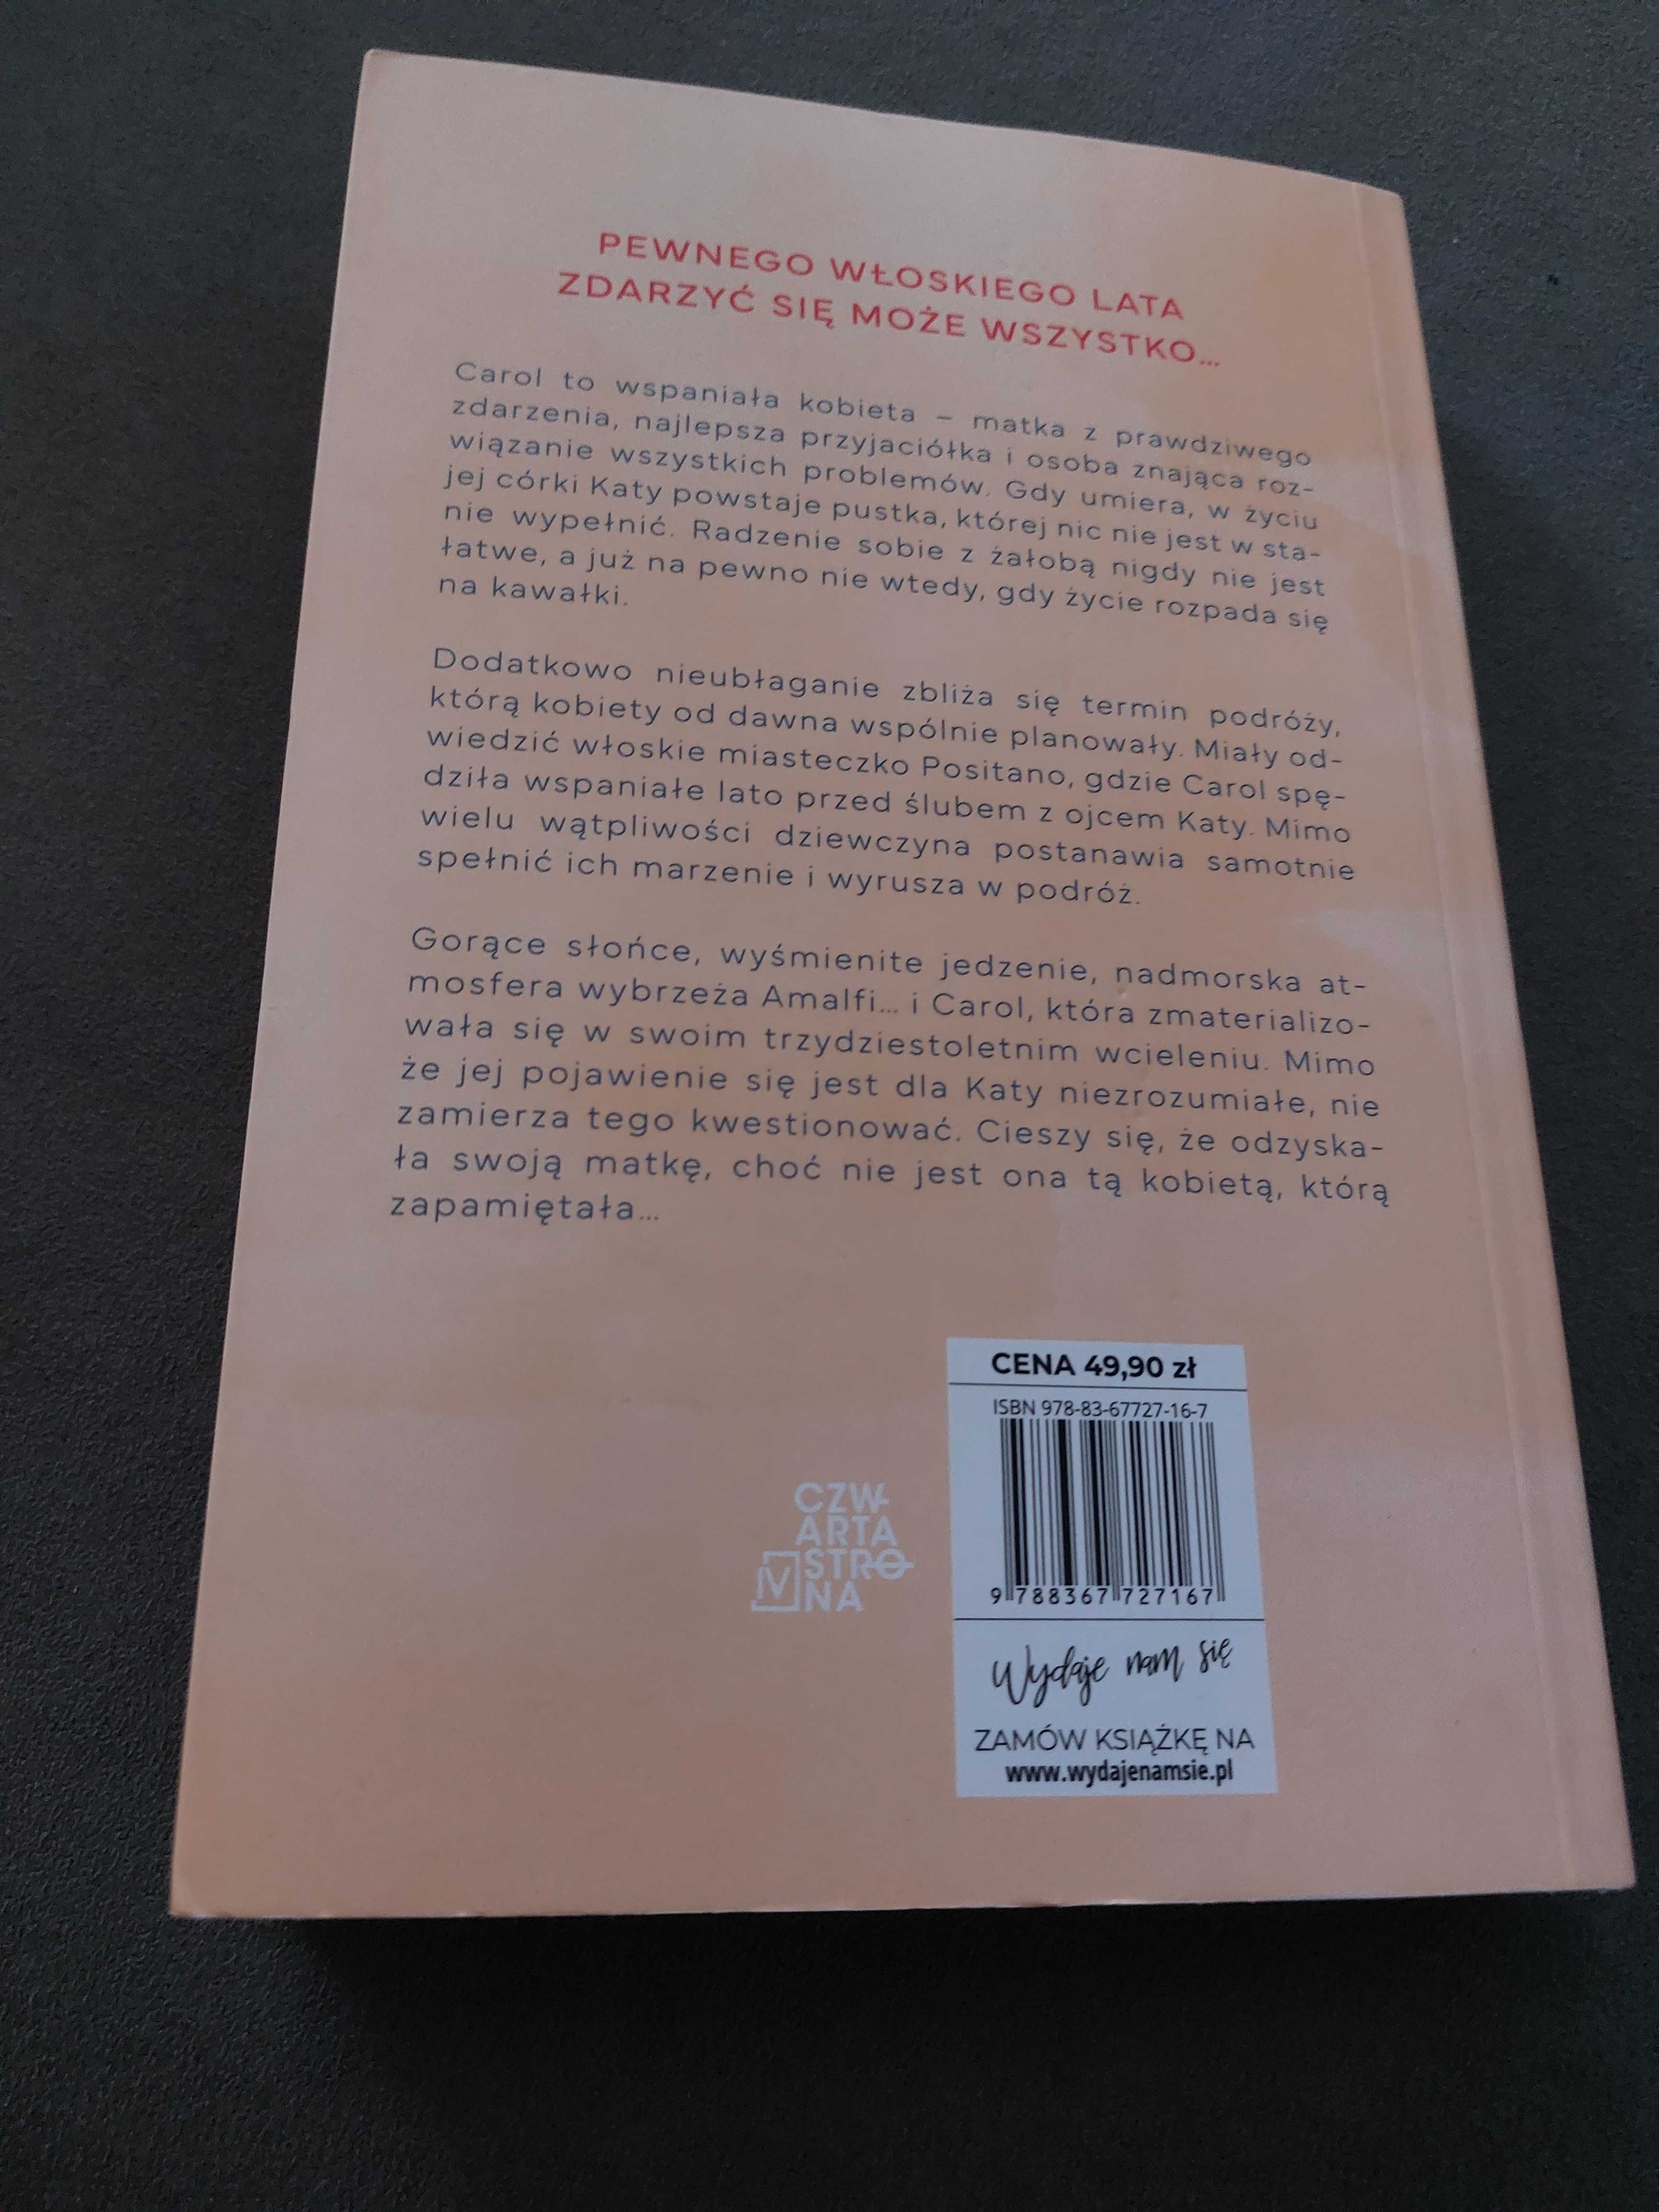 PEWNEGO WŁOSKIEGO LATA
ZDARZYĆ SIĘ MOŻE WSZYSTKO...
Carol to wspaniała kobieta – matka z prawdziwego
zdarzenia, najlepsza przyjaciółka i osoba znająca roz-
wiązanie wszystkich problemów. Gdy umiera, w życiu
jej córki Katy powstaje pustka, której nic nie jest w sta-
nie wypełnić. Radzenie sobie z żałobą nigdy nie jest
łatwe, a już na pewno nie wtedy, gdy życie rozpada się
na kawałki.
Dodatkowo nieubłaganie zbliża się termin podróży,
którą kobiety od dawna wspólnie planowały. Miały od-
wiedzić włoskie miasteczko Positano, gdzie Carol spę-
dziła wspaniałe lato przed ślubem z ojcem Katy. Mimo
wielu wątpliwości dziewczyna postanawia samotnie
spełnić ich marzenie i wyrusza w podróż.
Gorące słońce, wyśmienite jedzenie, nadmorska at-
mosfera wybrzeża Amalfi... i Carol, która zmaterializo-
wała się w swoim trzydziestoletnim wcieleniu. Mimo
że jej pojawienie się jest dla Katy niezrozumiałe, nie
zamierza tego kwestionować. Cieszy się, że odzyska-
ła swoją matkę, choć nie jest ona tą kobietą, którą
zapamiętała...
CENA 49,90 zł
ISBN 978-83-67727-16-7
9 788367 727167
CZW
ARTA
STRO
NA
IV
Wydaje nam się
ZAMÓW KSIĄŻKĘ NA
www.wydajenamsie.pl